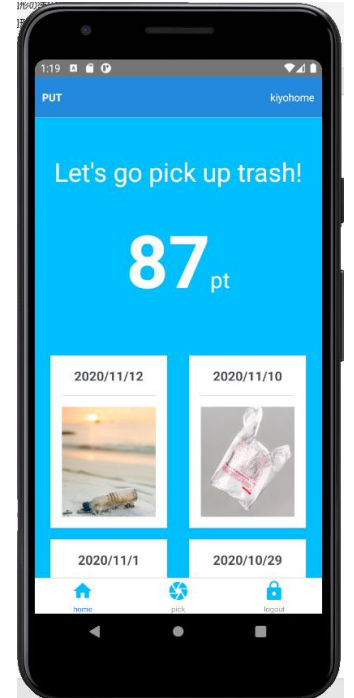 1:19
PUT kiyohome
Let's go pick up trash!
87 pt
2020/11/12 2020/11/10
2020/11/1 2020/10/29
home pick logout